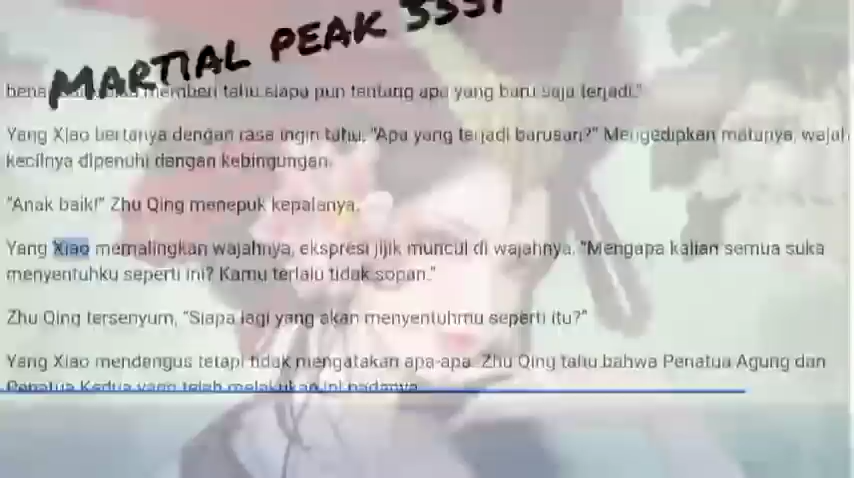 MARTIAL PEAK
memberi tahu siapa pun tentang apa yang baru saja terjadi."
Yang Xiao bertanya dengan rasa ingin tahu, "Apa yang terjadi barusan?" Mengedipkan matanya, wajah
kecilnya dipenuhi dengan kebingungan.
"Anak baik!" Zhu Qing menepuk kepalanya.
Yang Xiao memalingkan wajahnya, ekspresi jijik muncul di wajahnya. "Mengapa kalian semua suka
menyentuhku seperti ini? Kamu terlalu tidak sopan."
Zhu Qing tersenyum, "Siapa lagi yang akan menyentuhmu seperti itu?"
Yang Xiao mendengus tetapi tidak mengatakan apa-apa. Zhu Qing tahu bahwa Penatua Agung dan
Penatua Kedua yang telah melakukan ini padanya.